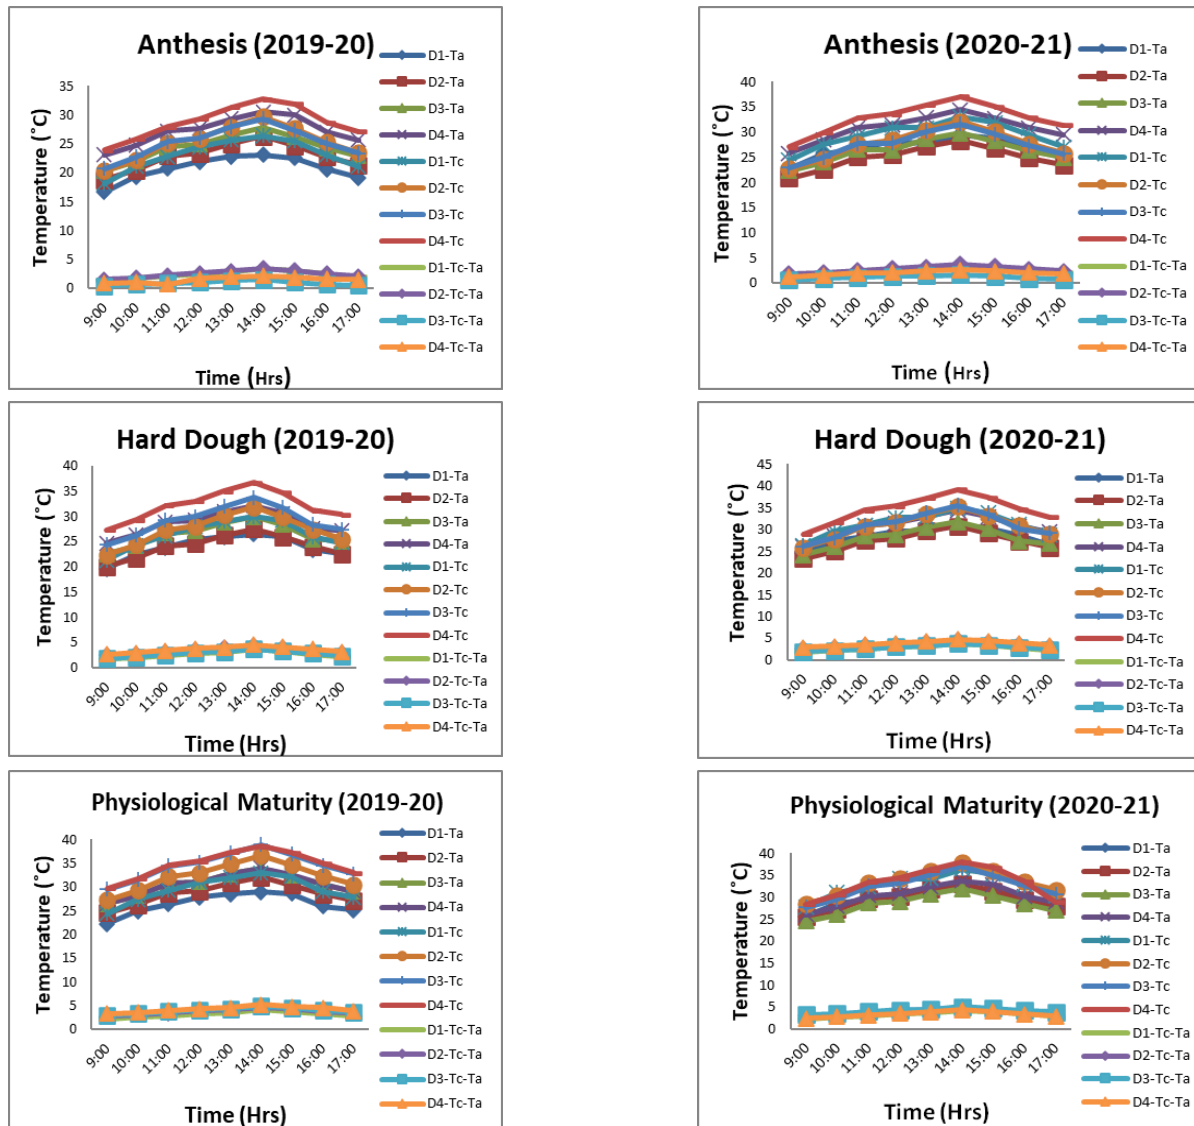 Anthesis (2019-20)
Temperature (˚C)
35
30
25
20
15
10
5
0
9:00
10:00
11:00
12:00
13:00
14:00
15:00
16:00
17:00
Time (Hrs)
D1-Ta
D2-Ta
D3-Ta
D4-Ta
D1-Tc
D2-Tc
D3-Tc
D4-Tc
D1-Tc-Ta
D2-Tc-Ta
D3-Tc-Ta
D4-Tc-Ta
Anthesis (2020-21)
Temperature (˚C)
40
35
30
25
20
15
10
5
0
9:00
10:00
11:00
12:00
13:00
14:00
15:00
16:00
17:00
Time (Hrs)
D1-Ta
D2-Ta
D3-Ta
D4-Ta
D1-Tc
D2-Tc
D3-Tc
D4-Tc
D1-Tc-Ta
D2-Tc-Ta
D3-Tc-Ta
D4-Tc-Ta
Hard Dough (2019-20)
Temperature (˚C)
40
35
30
25
20
15
10
5
0
9:00
10:00
11:00
12:00
13:00
14:00
15:00
16:00
17:00
Time (Hrs)
D1-Ta
D2-Ta
D3-Ta
D4-Ta
D1-Tc
D2-Tc
D3-Tc
D4-Tc
D1-Tc-Ta
D2-Tc-Ta
D3-Tc-Ta
D4-Tc-Ta
Hard Dough (2020-21)
Temperature (˚C)
45
40
35
30
25
20
15
10
5
0
9:00
10:00
11:00
12:00
13:00
14:00
15:00
16:00
17:00
Time (Hrs)
D1-Ta
D2-Ta
D3-Ta
D4-Ta
D1-Tc
D2-Tc
D3-Tc
D4-Tc
D1-Tc-Ta
D2-Tc-Ta
D3-Tc-Ta
D4-Tc-Ta
Physiological Maturity (2019-20)
Temperature (˚C)
40
35
30
25
20
15
10
5
0
9:00
10:00
11:00
12:00
13:00
14:00
15:00
16:00
17:00
Time (Hrs)
D1-Ta
D2-Ta
D3-Ta
D4-Ta
D1-Tc
D2-Tc
D3-Tc
D4-Tc
D1-Tc-Ta
D2-Tc-Ta
D3-Tc-Ta
D4-Tc-Ta
Physiological Maturity (2020-21)
Temperature (˚C)
40
35
30
25
20
15
10
5
0
9:00
10:00
11:00
12:00
13:00
14:00
15:00
16:00
17:00
Time (Hrs)
D1-Ta
D2-Ta
D3-Ta
D4-Ta
D1-Tc
D2-Tc
D3-Tc
D4-Tc
D1-Tc-Ta
D2-Tc-Ta
D3-Tc-Ta
D4-Tc-Ta